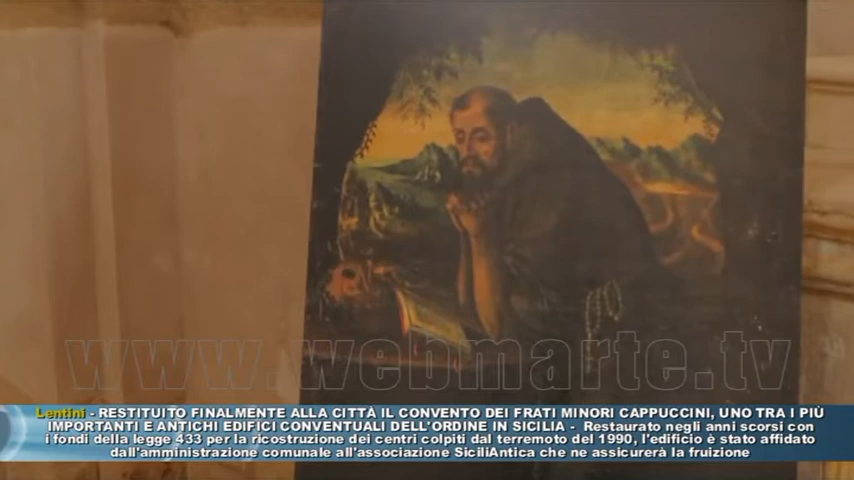 www.webmarte.tv
Lentini - RESTITUITO FINALMENTE ALLA CITTÀ IL CONVENTO DEI FRATI MINORI CAPPUCCINI, UNO TRA I PIÙ
IMPORTANTI E ANTICHI EDIFICI CONVENTUALI DELL'ORDINE IN SICILIA - Restaurato negli anni scorsi con
i fondi della legge 433 per la ricostruzione dei centri colpiti dal terremoto del 1990, l'edificio è stato affidato
dall'amministrazione comunale all'associazione SiciliAntica che ne assicurerà la fruizione